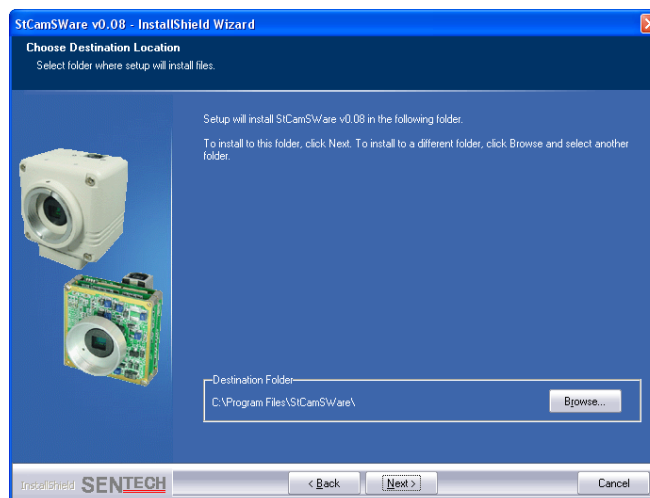 StCamSWare v0.08 - InstallShield Wizard
Choose Destination Location
Select folder where setup will install files.
Setup will install StCamSWare v0.08 in the following folder.
To install to this folder, click Next. To install to a different folder, click Browse and select another
folder.
Destination Folder
C:\Program Files\StCamSWare\
Browse...
InstallShield SENTECH
< Back
Next >
Cancel